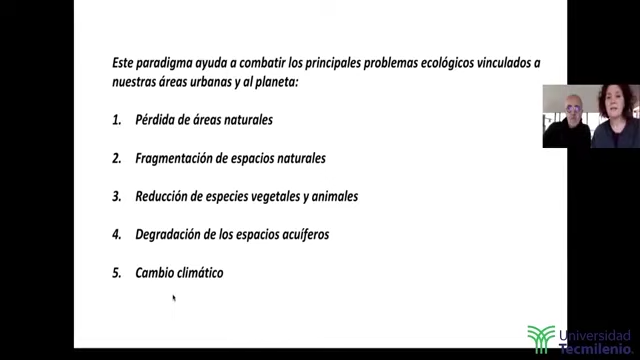 Este paradigma ayuda a combatir los principales problemas ecológicos vinculados a
nuestras áreas urbanas y al planeta:
1. Pérdida de áreas naturales
2. Fragmentación de espacios naturales
3. Reducción de especies vegetales y animales
4. Degradación de los espacios acuíferos
5. Cambio climático
Universidad
Tecmilenio.